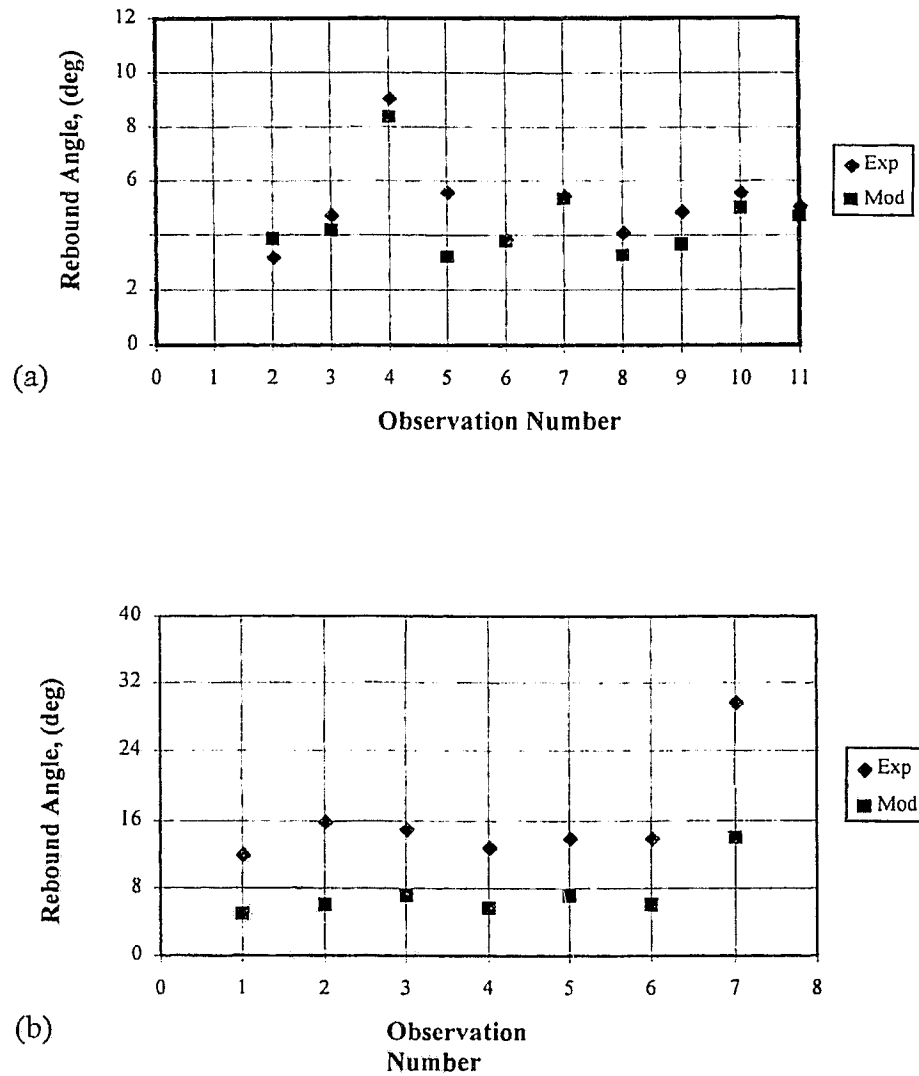 12
10
8
6
4
2
0
Rebound Angle, (deg)
Exp
Mod
0 1 2 3 4 5 6 7 8 9 10 11
(a)
Observation Number
40
32
24
16
8
0
Rebound Angle, (deg)
Exp
Mod
0 1 2 3 4 5 6 7 8
(b)
Observation
Number